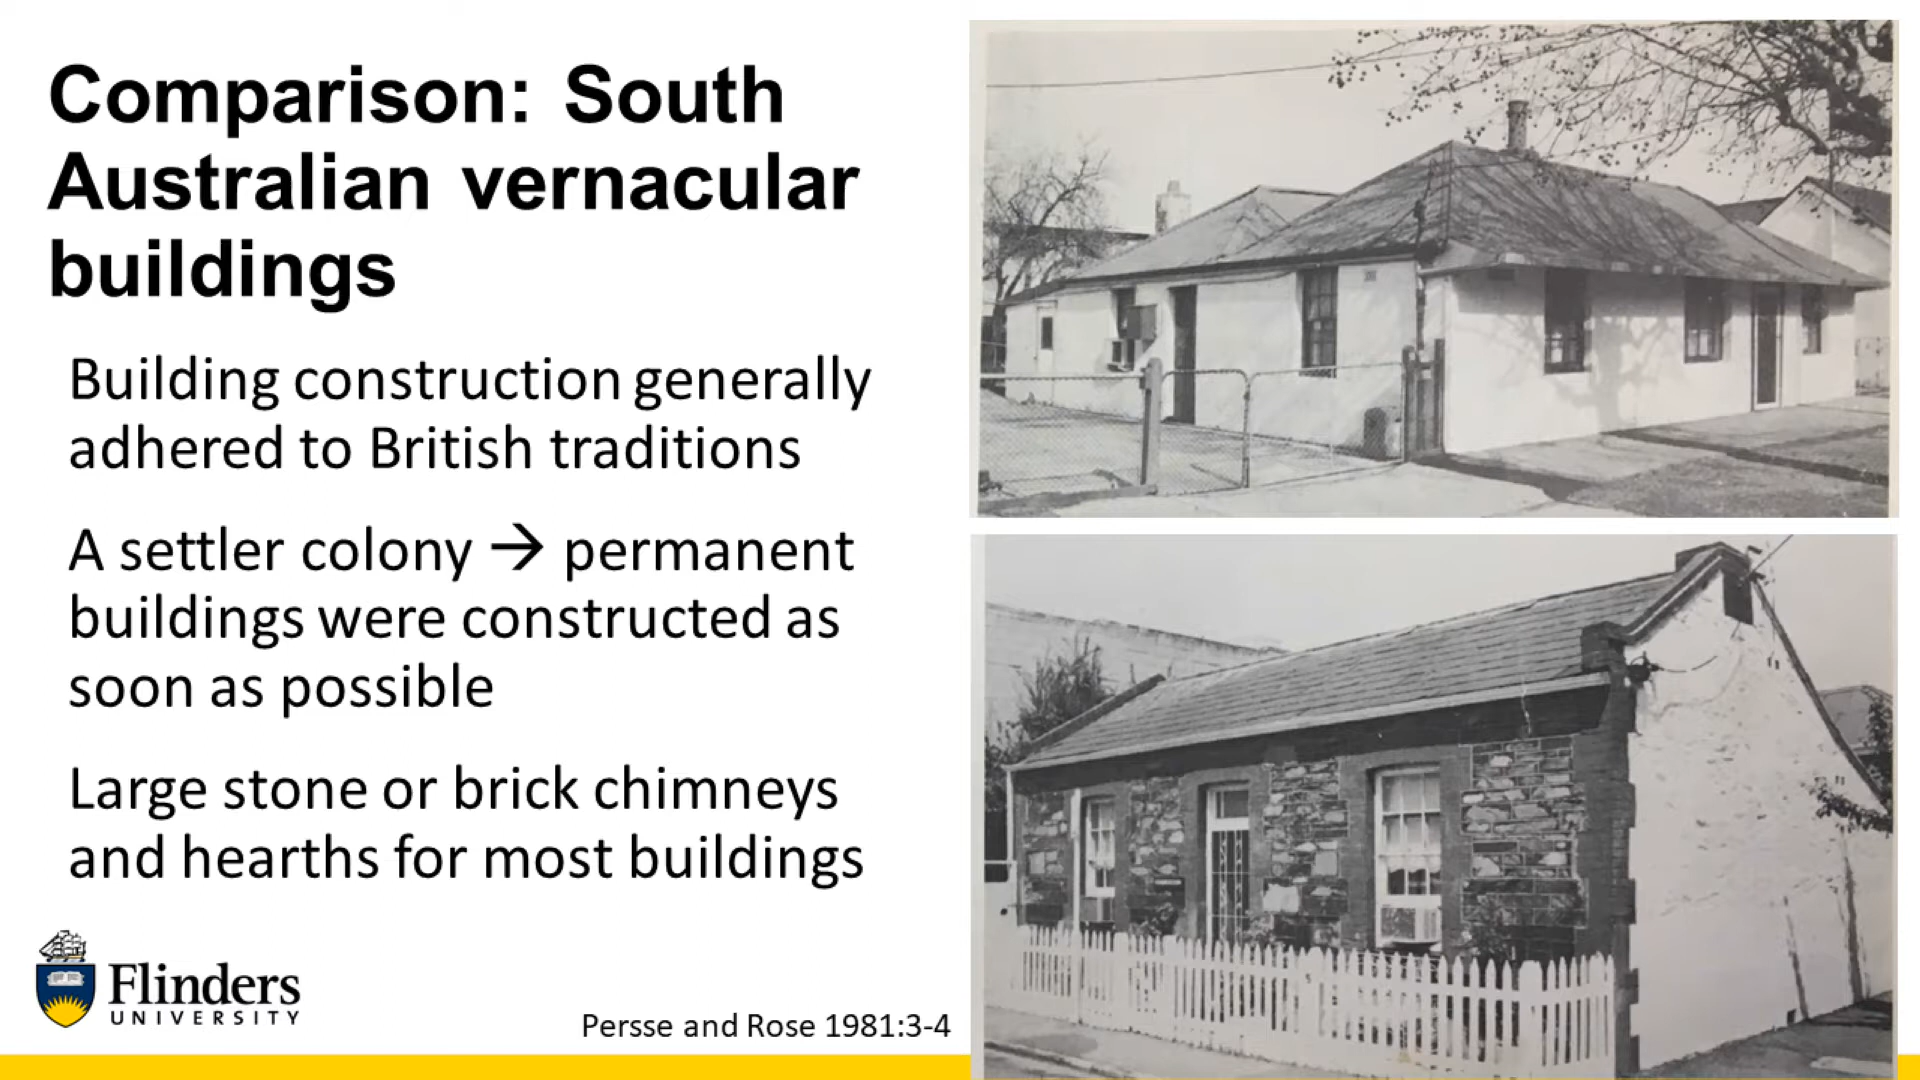 Comparison: South
Australian vernacular
buildings
Building construction generally
adhered to British traditions
A settler colony → permanent
buildings were constructed as
soon as possible
Large stone or brick chimneys
and hearths for most buildings
Flinders
UNIVERSITY
Persse and Rose 1981:3-4